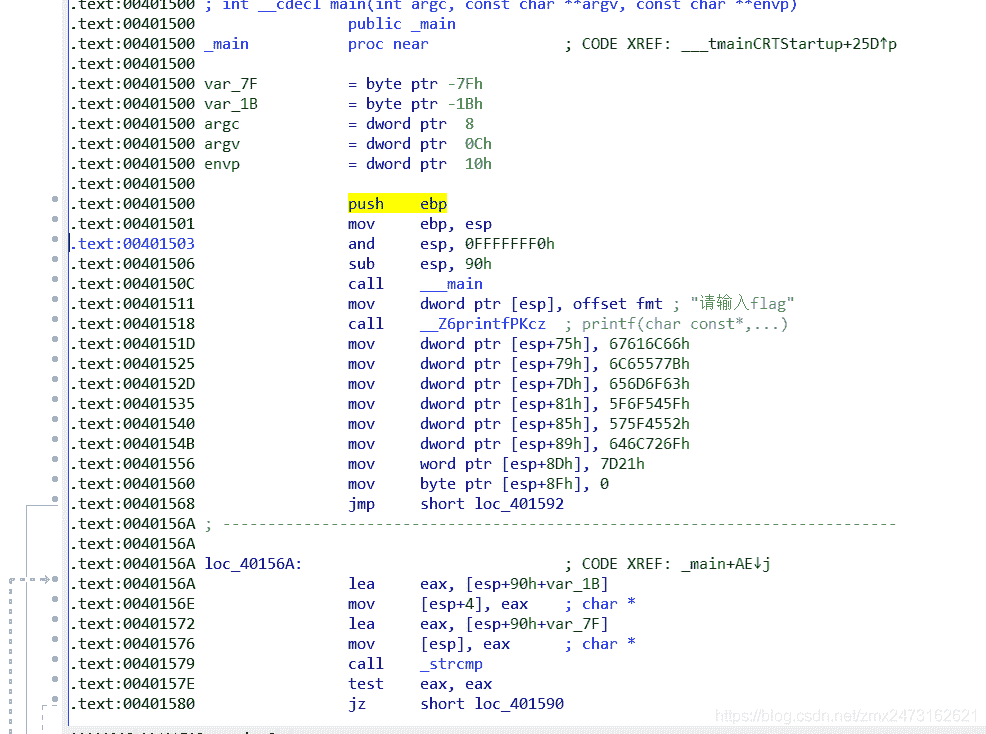 .text:00401500 ; int __cdecl main(int argc, const char **argv, const char **envp)
.text:00401500 public _main
.text:00401500 _main proc near ; CODE XREF: ___tmainCRTStartup+25D↑p
.text:00401500
.text:00401500 var_7F = byte ptr -7Fh
.text:00401500 var_1B = byte ptr -1Bh
.text:00401500 argc = dword ptr 8
.text:00401500 argv = dword ptr 0Ch
.text:00401500 envp = dword ptr 10h
.text:00401500
.text:00401500 push ebp
.text:00401501 mov ebp, esp
.text:00401503 and esp, 0FFFFFFF0h
.text:00401506 sub esp, 90h
.text:0040150C call ___main
.text:00401511 mov dword ptr [esp], offset fmt ; "请输入flag"
.text:00401518 call __Z6printfPKcz ; printf(char const*,...)
.text:0040151D mov dword ptr [esp+75h], 67616C66h
.text:00401525 mov dword ptr [esp+79h], 6C65577Bh
.text:0040152D mov dword ptr [esp+7Dh], 656D6F63h
.text:00401535 mov dword ptr [esp+81h], 5F6F545Fh
.text:00401540 mov dword ptr [esp+85h], 575F4552h
.text:0040154B mov dword ptr [esp+89h], 646C726Fh
.text:00401556 mov word ptr [esp+8Dh], 7D21h
.text:00401560 mov byte ptr [esp+8Fh], 0
.text:00401568 jmp short loc_401592
.text:0040156A ; ---------------------------------------------------------------------------
.text:0040156A
.text:0040156A loc_40156A: ; CODE XREF: _main+AE↓j
.text:0040156A lea eax, [esp+90h+var_1B]
.text:0040156E mov [esp+4], eax ; char *
.text:00401572 lea eax, [esp+90h+var_7F]
.text:00401576 mov [esp], eax ; char *
.text:00401579 call _strcmp
.text:0040157E test eax, eax
.text:00401580 jz short loc_401590
https://blog.csdn.net/zmx2473162621